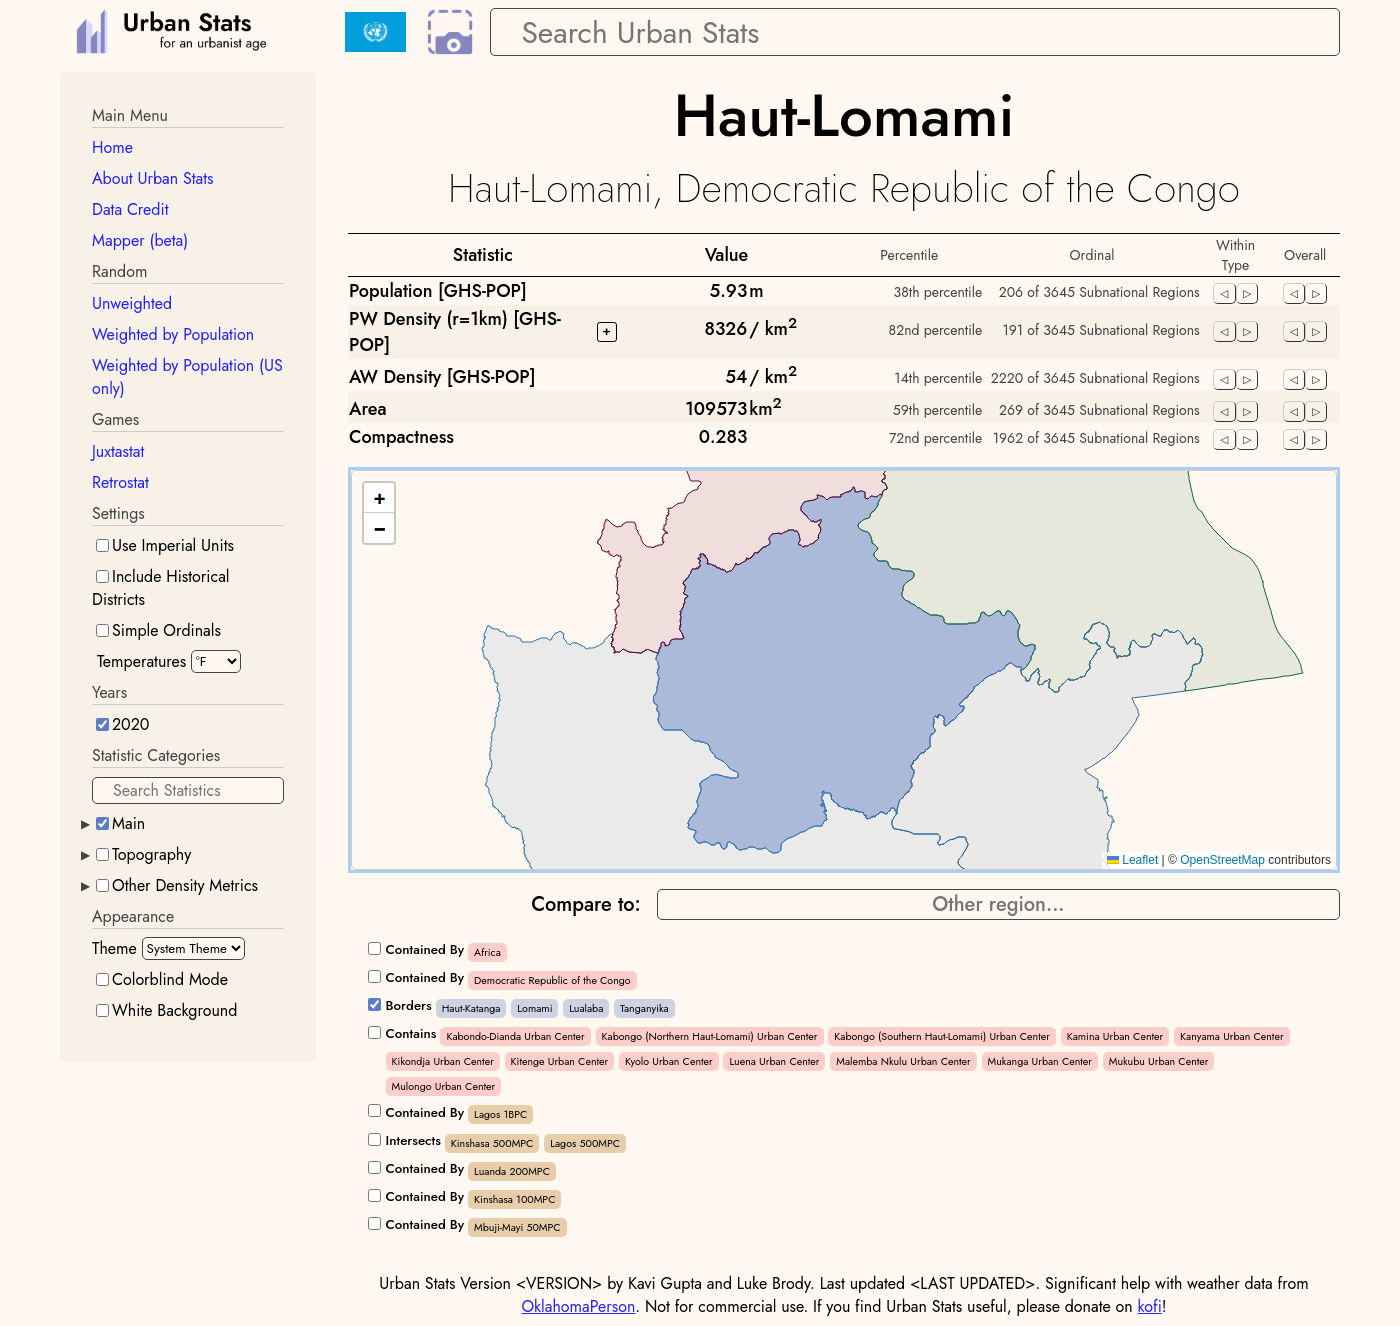 Urban Stats
for an urbanist age
Search Urban Stats
Main Menu
Home
About Urban Stats
Data Credit
Mapper (beta)
Random
Unweighted
Weighted by Population
Weighted by Population (US
only)
Games
Juxtastat
Retrostat
Settings
Use Imperial Units
Include Historical
Districts
Simple Ordinals
Temperatures °F
Years
2020
Statistic Categories
Search Statistics
Main
Topography
Other Density Metrics
Appearance
Theme System Theme
Colorblind Mode
White Background
Haut-Lomami
Haut-Lomami, Democratic Republic of the Congo
Statistic Value Percentile Ordinal Within Type Overall
Population [GHS-POP] 5.93 m 38th percentile 206 of 3645 Subnational Regions
PW Density (r=1km) [GHS-
POP] + 8326 / km2 82nd percentile 191 of 3645 Subnational Regions
AW Density [GHS-POP] 54 / km2 14th percentile 2220 of 3645 Subnational Regions
Area 109573 km2 59th percentile 269 of 3645 Subnational Regions
Compactness 0.283 72nd percentile 1962 of 3645 Subnational Regions
+
−
Leaflet | © OpenStreetMap contributors
Compare to: Other region...
Contained By Africa
Contained By Democratic Republic of the Congo
Borders Haut-Katanga Lomami Lualaba Tanganyika
Contains Kabondo-Dianda Urban Center Kabongo (Northern Haut-Lomami) Urban Center Kabongo (Southern Haut-Lomami) Urban Center Kamina Urban Center Kanyama Urban Center
Kikondja Urban Center Kitenge Urban Center Kyolo Urban Center Luena Urban Center Malemba Nkulu Urban Center Mukanga Urban Center Mukubu Urban Center
Mulongo Urban Center
Contained By Lagos 1BPC
Intersects Kinshasa 500MPC Lagos 500MPC
Contained By Luanda 200MPC
Contained By Kinshasa 100MPC
Contained By Mbuji-Mayi 50MPC
Urban Stats Version <VERSION> by Kavi Gupta and Luke Brody. Last updated <LAST UPDATED>. Significant help with weather data from
OklahomaPerson. Not for commercial use. If you find Urban Stats useful, please donate on kofi!